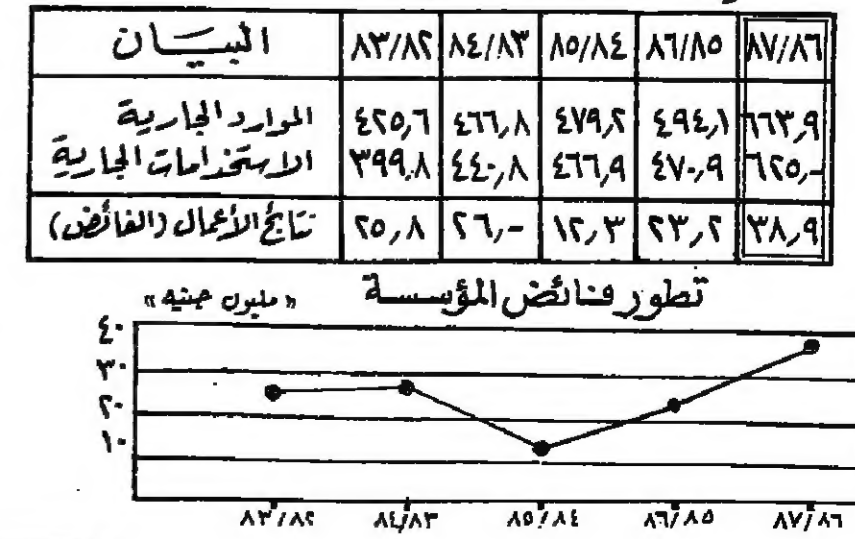 البيان ٨٣/٨٢ ٨٤/٨٣ ٨٥/٨٤ ٨٦/٨٥ ٨٧/٨٦
الموارد الجارية ٤٢٥,٦ ٤٦٦,٨ ٤٧٩,٢ ٤٩٤,١ ٦٦٣,٩
الاستخدامات الجارية ٣٩٩,٨ ٤٤٠,٨ ٤٦٦,٩ ٤٧٠,٩ ٦٢٥,-
نتائج الأعمال (الفائض) ٢٥,٨ ٢٦,- ١٢,٣ ٢٣,٢ ٣٨,٩
تطور فائض المؤسسة
«مليون جنيه»
٤٠
٣٠
٢٠
١٠
٨٣/٨٢ ٨٤/٨٣ ٨٥/٨٤ ٨٦/٨٥ ٨٧/٨٦